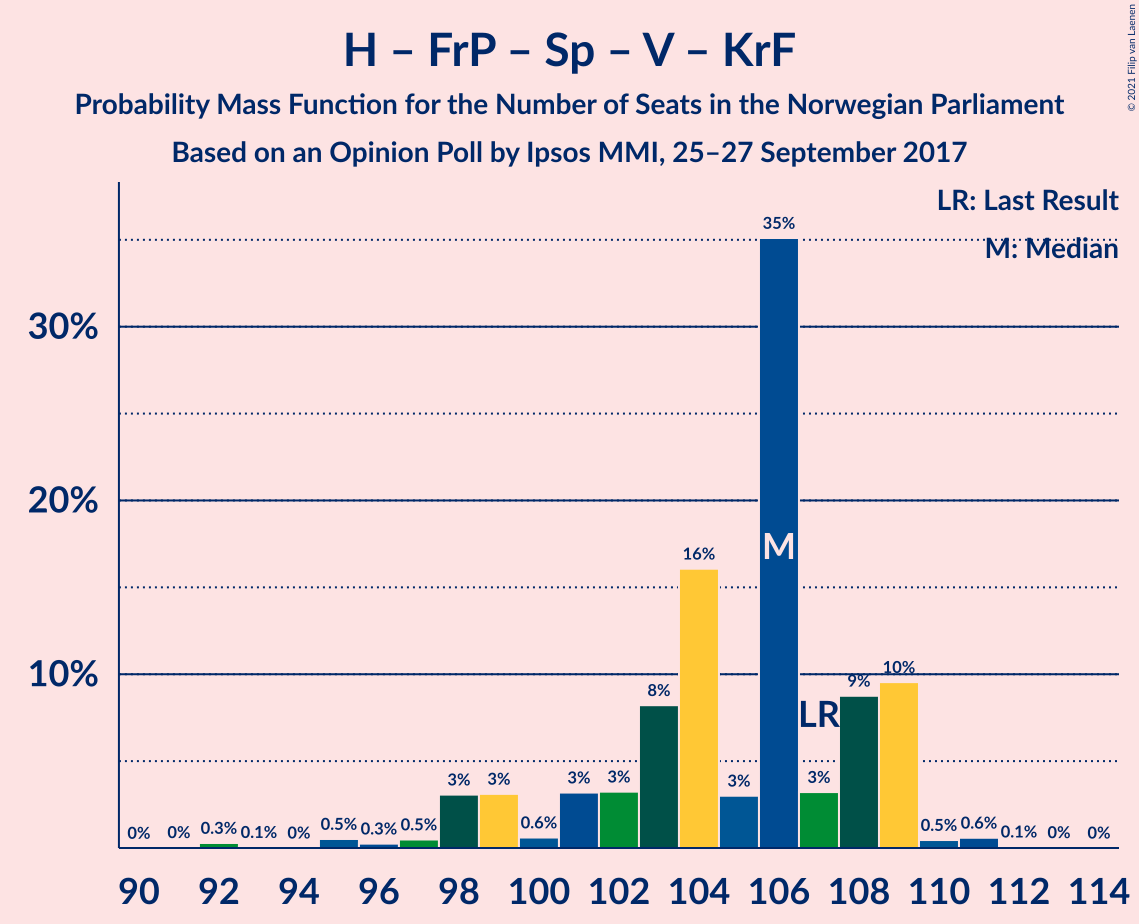 H – FrP – Sp – V – KrF
Probability Mass Function for the Number of Seats in the Norwegian Parliament
Based on an Opinion Poll by Ipsos MMI, 25–27 September 2017
© 2021 Filip van Laenen
LR: Last Result
M: Median
30%
20%
10%
0% 0% 0.3% 0.1% 0% 0.5% 0.3% 0.5% 3% 3% 0.6% 3% 3% 8% 16% 3% 35% 3% 9% 10% 0.5% 0.6% 0.1% 0% 0%
M
LR
90 92 94 96 98 100 102 104 106 108 110 112 114